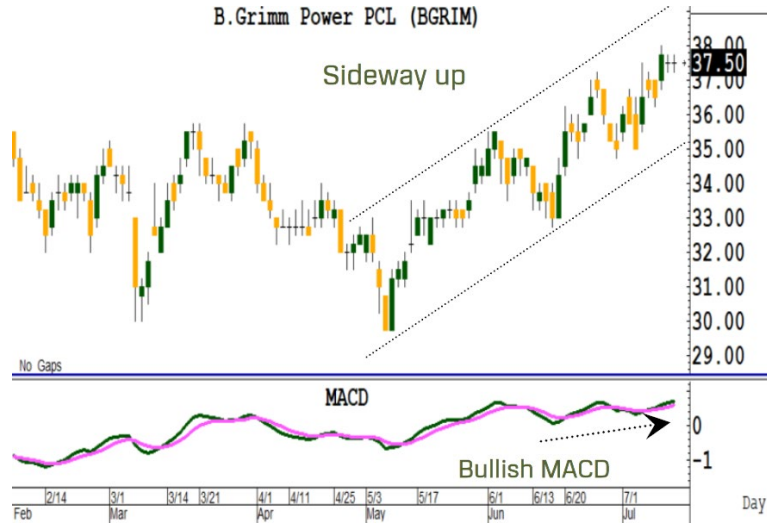 B.Grimm Power PCL (BGRIM)
Sideway up
38.00
37.50
37.00
36.00
35.00
34.00
33.00
32.00
31.00
30.00
29.00
No Gaps
MACD
0
-1
Bullish MACD
2/14 3/1 3/14 3/21 4/1 4/11 4/25 5/3 5/17 6/1 6/13 6/20 7/1
Feb Mar Apr May Jun Jul Day